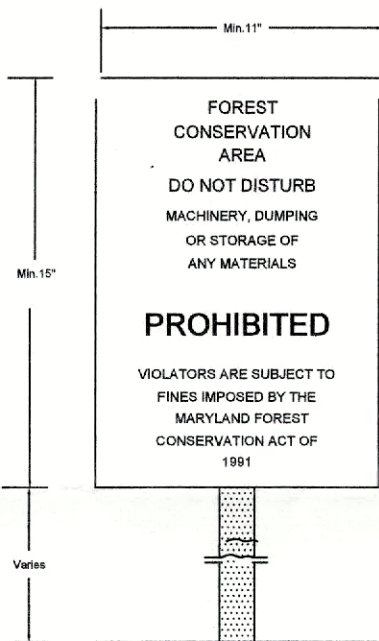 Min.11"
FOREST
CONSERVATION
AREA
DO NOT DISTURB
MACHINERY, DUMPING
OR STORAGE OF
ANY MATERIALS
Min.15"
PROHIBITED
VIOLATORS ARE SUBJECT TO
FINES IMPOSED BY THE
MARYLAND FOREST
CONSERVATION ACT OF
1991
Varies